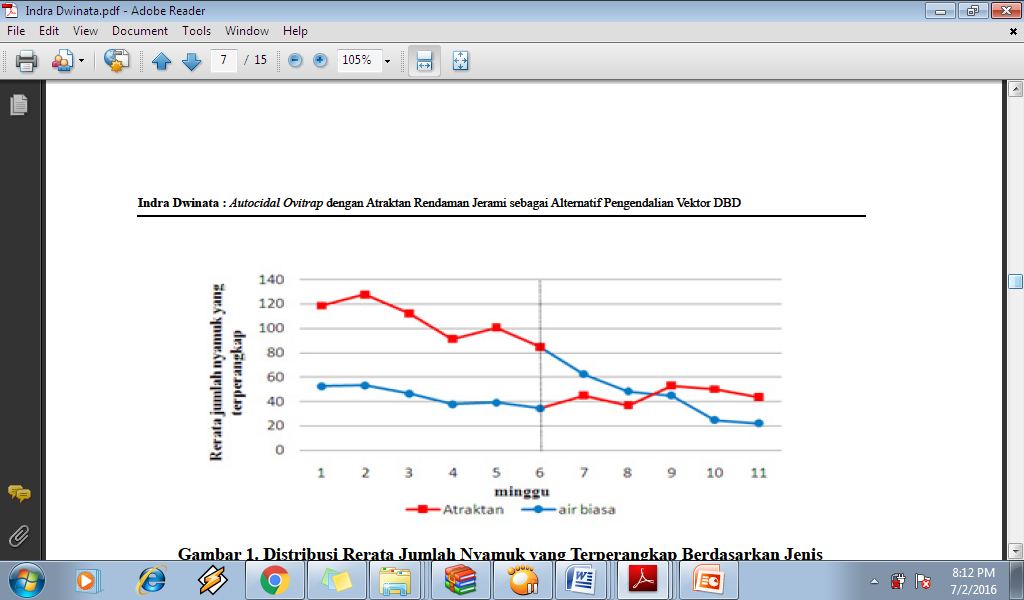 Indra Dwinata.pdf - Adobe Reader
File Edit View Document Tools Window Help
7 / 15 105%
Indra Dwinata : Autocidal Ovitrap dengan Atraktan Rendaman Jerami sebagai Alternatif Pengendalian Vektor DBD
Rerata jumlah nyamuk yang
terperangkap
140
120
100
80
60
40
20
0
1 2 3 4 5 6 7 8 9 10 11
minggu
Atraktan air biasa
Gambar 1. Distribusi Rerata Jumlah Nyamuk yang Terperangkap Berdasarkan Jenis
8:12 PM
7/2/2016